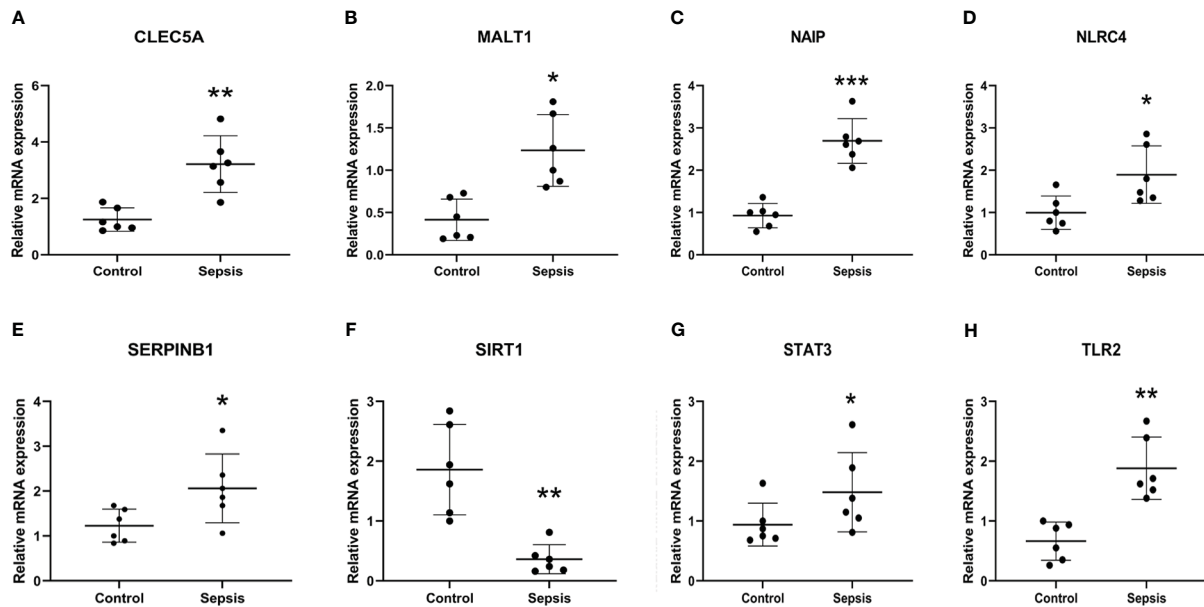 A
CLEC5A
Relative mRNA expression
6
4
2
0
**
Control Sepsis
B
MALT1
Relative mRNA expression
2.0
1.5
1.0
0.5
0.0
*
Control Sepsis
C
NAIP
Relative mRNA expression
4
3
2
1
0
***
Control Sepsis
D
NLRC4
Relative mRNA expression
4
3
2
1
0
*
Control Sepsis
E
SERPINB1
Relative mRNA expression
4
3
2
1
0
*
Control Sepsis
F
SIRT1
Relative mRNA expression
3
2
1
0
**
Control Sepsis
G
STAT3
Relative mRNA expression
3
2
1
0
*
Control Sepsis
H
TLR2
Relative mRNA expression
3
2
1
0
**
Control Sepsis